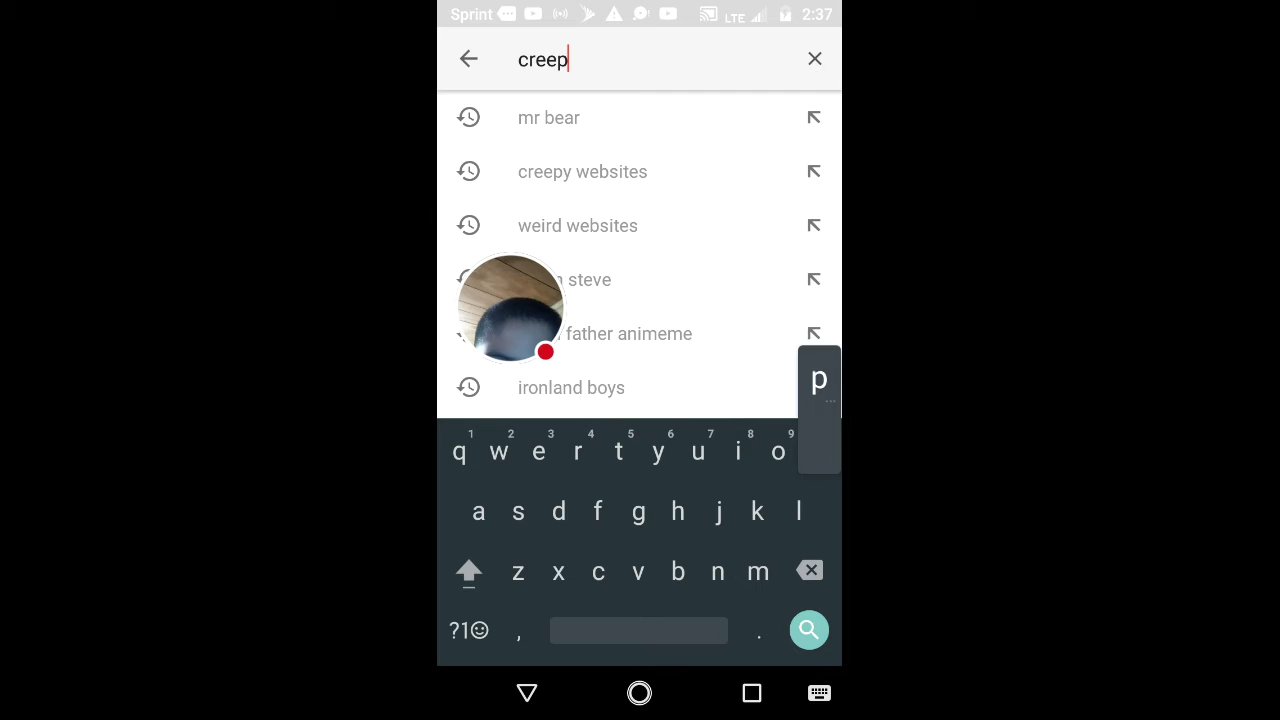 Sprint LTE 2:37
creep
mr bear
creepy websites
weird websites
steve
father animeme
ironland boys
p
...
1 2 3 4 5 6 7 8 9
q w e r t y u i o
a s d f g h j k l
z x c v b n m
?1☺ , .